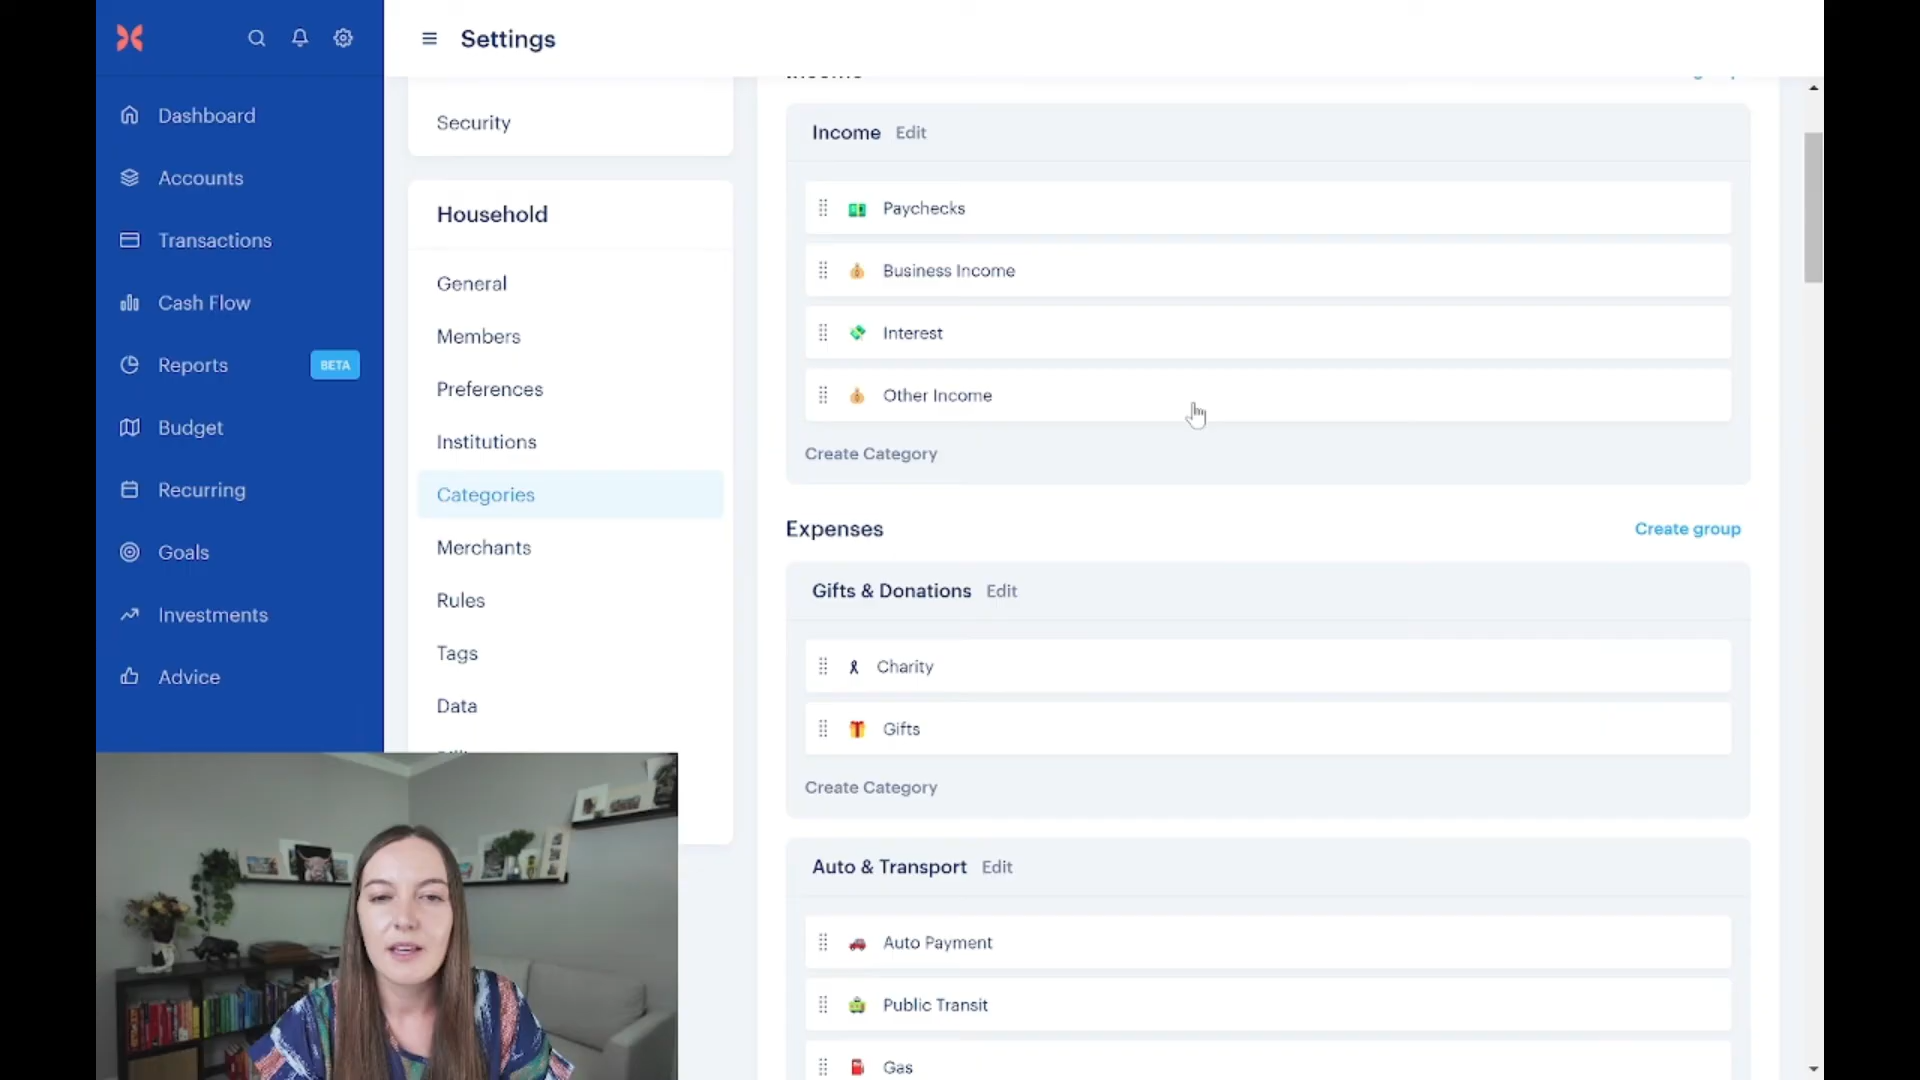 Settings
Dashboard
Accounts
Transactions
Cash Flow
Reports
BETA
Budget
Recurring
Goals
Investments
Advice
Security
Household
General
Members
Preferences
Institutions
Categories
Merchants
Rules
Tags
Data
Income Edit
Paychecks
Business Income
Interest
Other Income
Create Category
Expenses
Create group
Gifts & Donations Edit
Charity
Gifts
Create Category
Auto & Transport Edit
Auto Payment
Public Transit
Gas